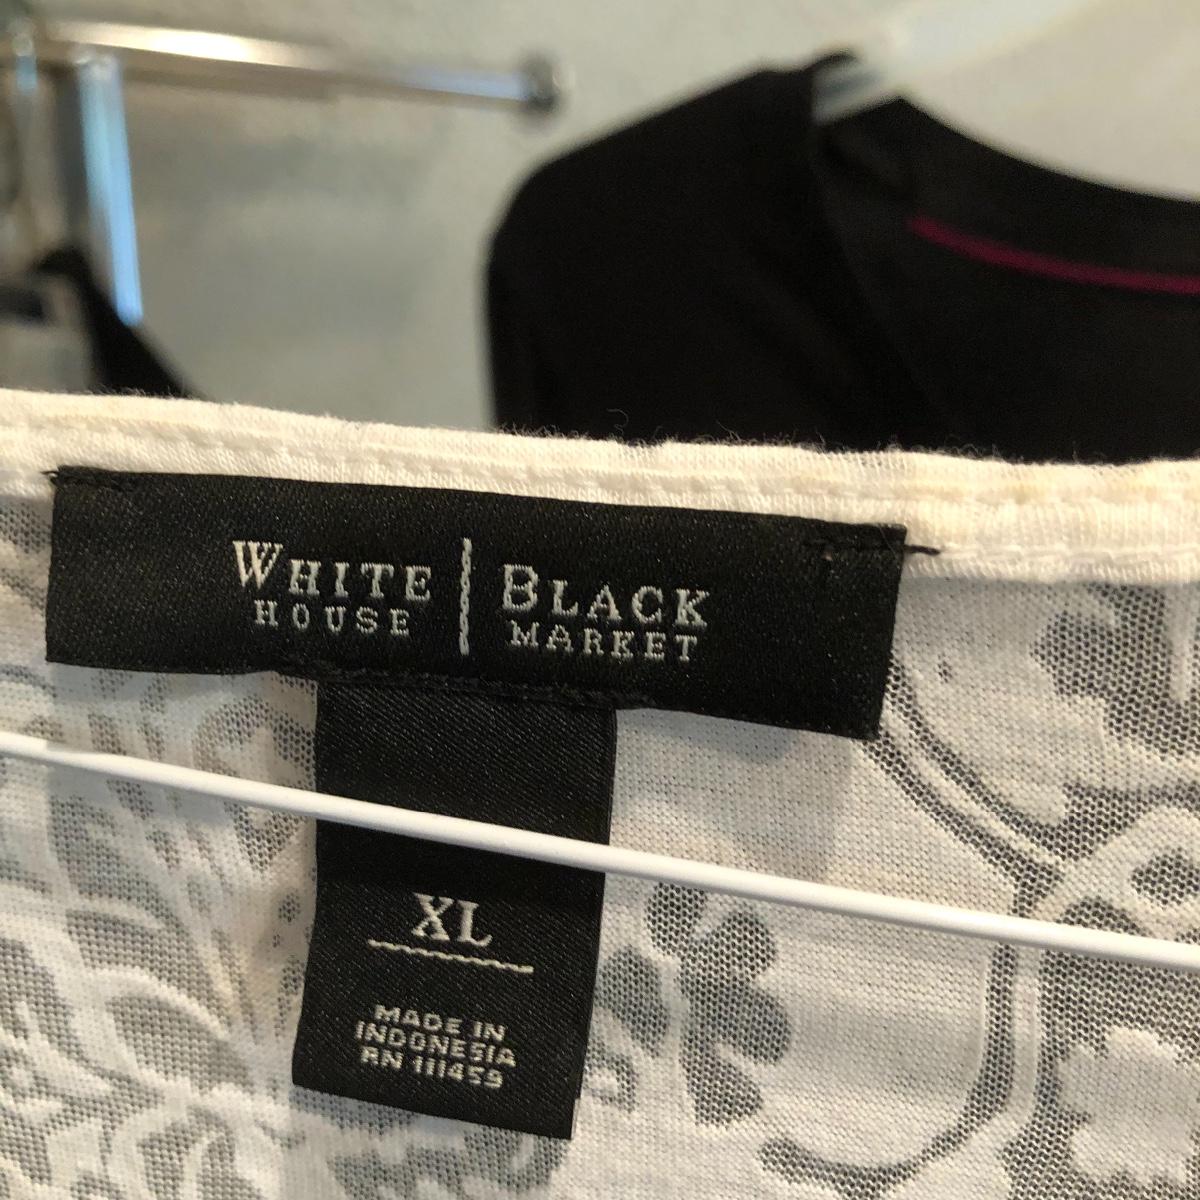 WHITE HOUSE | BLACK MARKET
XL
MADE IN
INDONESIA
RN 111459